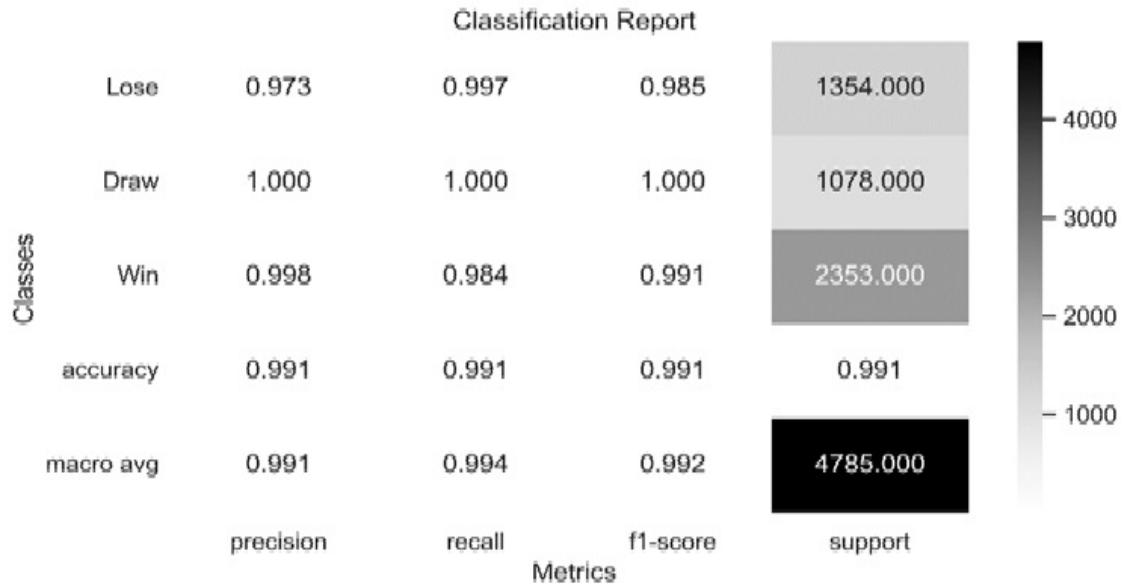 Classification Report
Lose 0.973 0.997 0.985 1354.000
Draw 1.000 1.000 1.000 1078.000
Win 0.998 0.984 0.991 2353.000
accuracy 0.991 0.991 0.991 0.991
macro avg 0.991 0.994 0.992 4785.000
precision recall f1-score support
Metrics
Classes
4000
3000
2000
1000